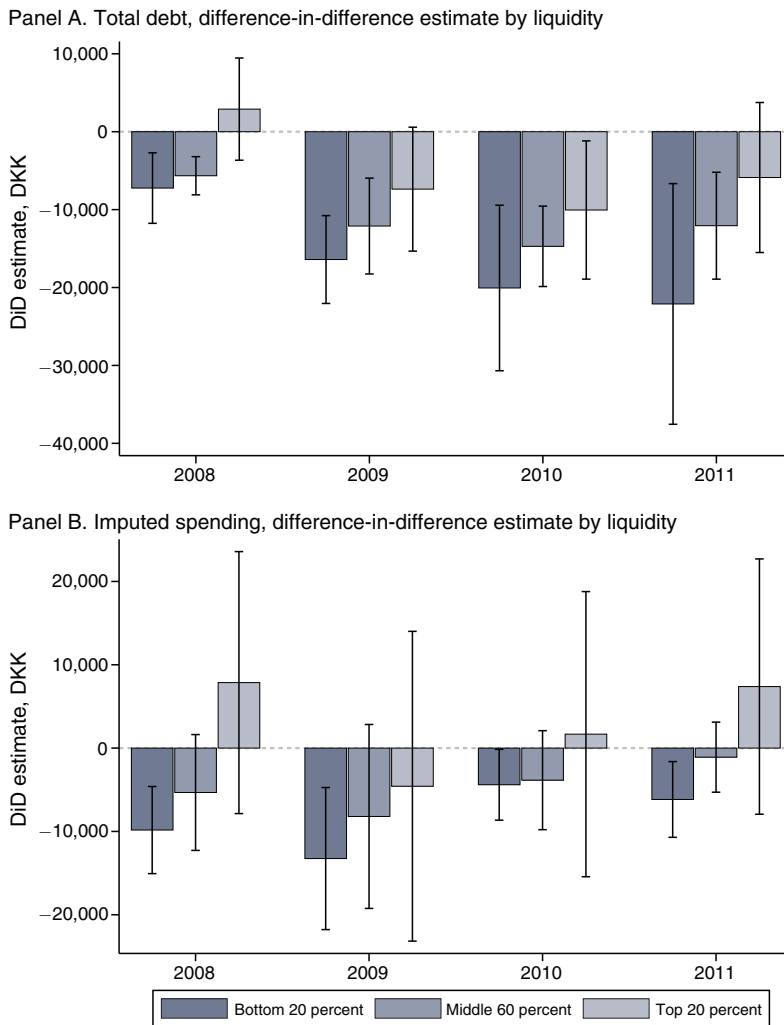 Panel A. Total debt, difference-in-difference estimate by liquidity
10,000
0
−10,000
−20,000
−30,000
−40,000
DiD estimate, DKK
2008 2009 2010 2011
Panel B. Imputed spending, difference-in-difference estimate by liquidity
20,000
10,000
0
−10,000
−20,000
DiD estimate, DKK
2008 2009 2010 2011
Bottom 20 percent Middle 60 percent Top 20 percent